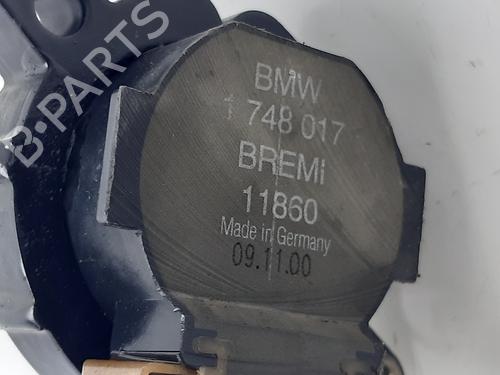 B-PARTS
BMW
1 748 017
BREMI
11860
Made in Germany
09.11.00